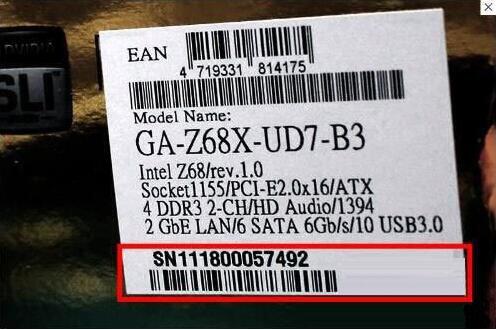 NVIDIA
SLI
EAN
4 719331 814175
Model Name:
GA-Z68X-UD7-B3
Intel Z68/rev.1.0
Socket1155/PCI-E2.0x16/ATX
4 DDR3 2-CH/HD Audio/1394
2 GbE LAN/6 SATA 6Gb/s/10 USB3.0
SN111800057492